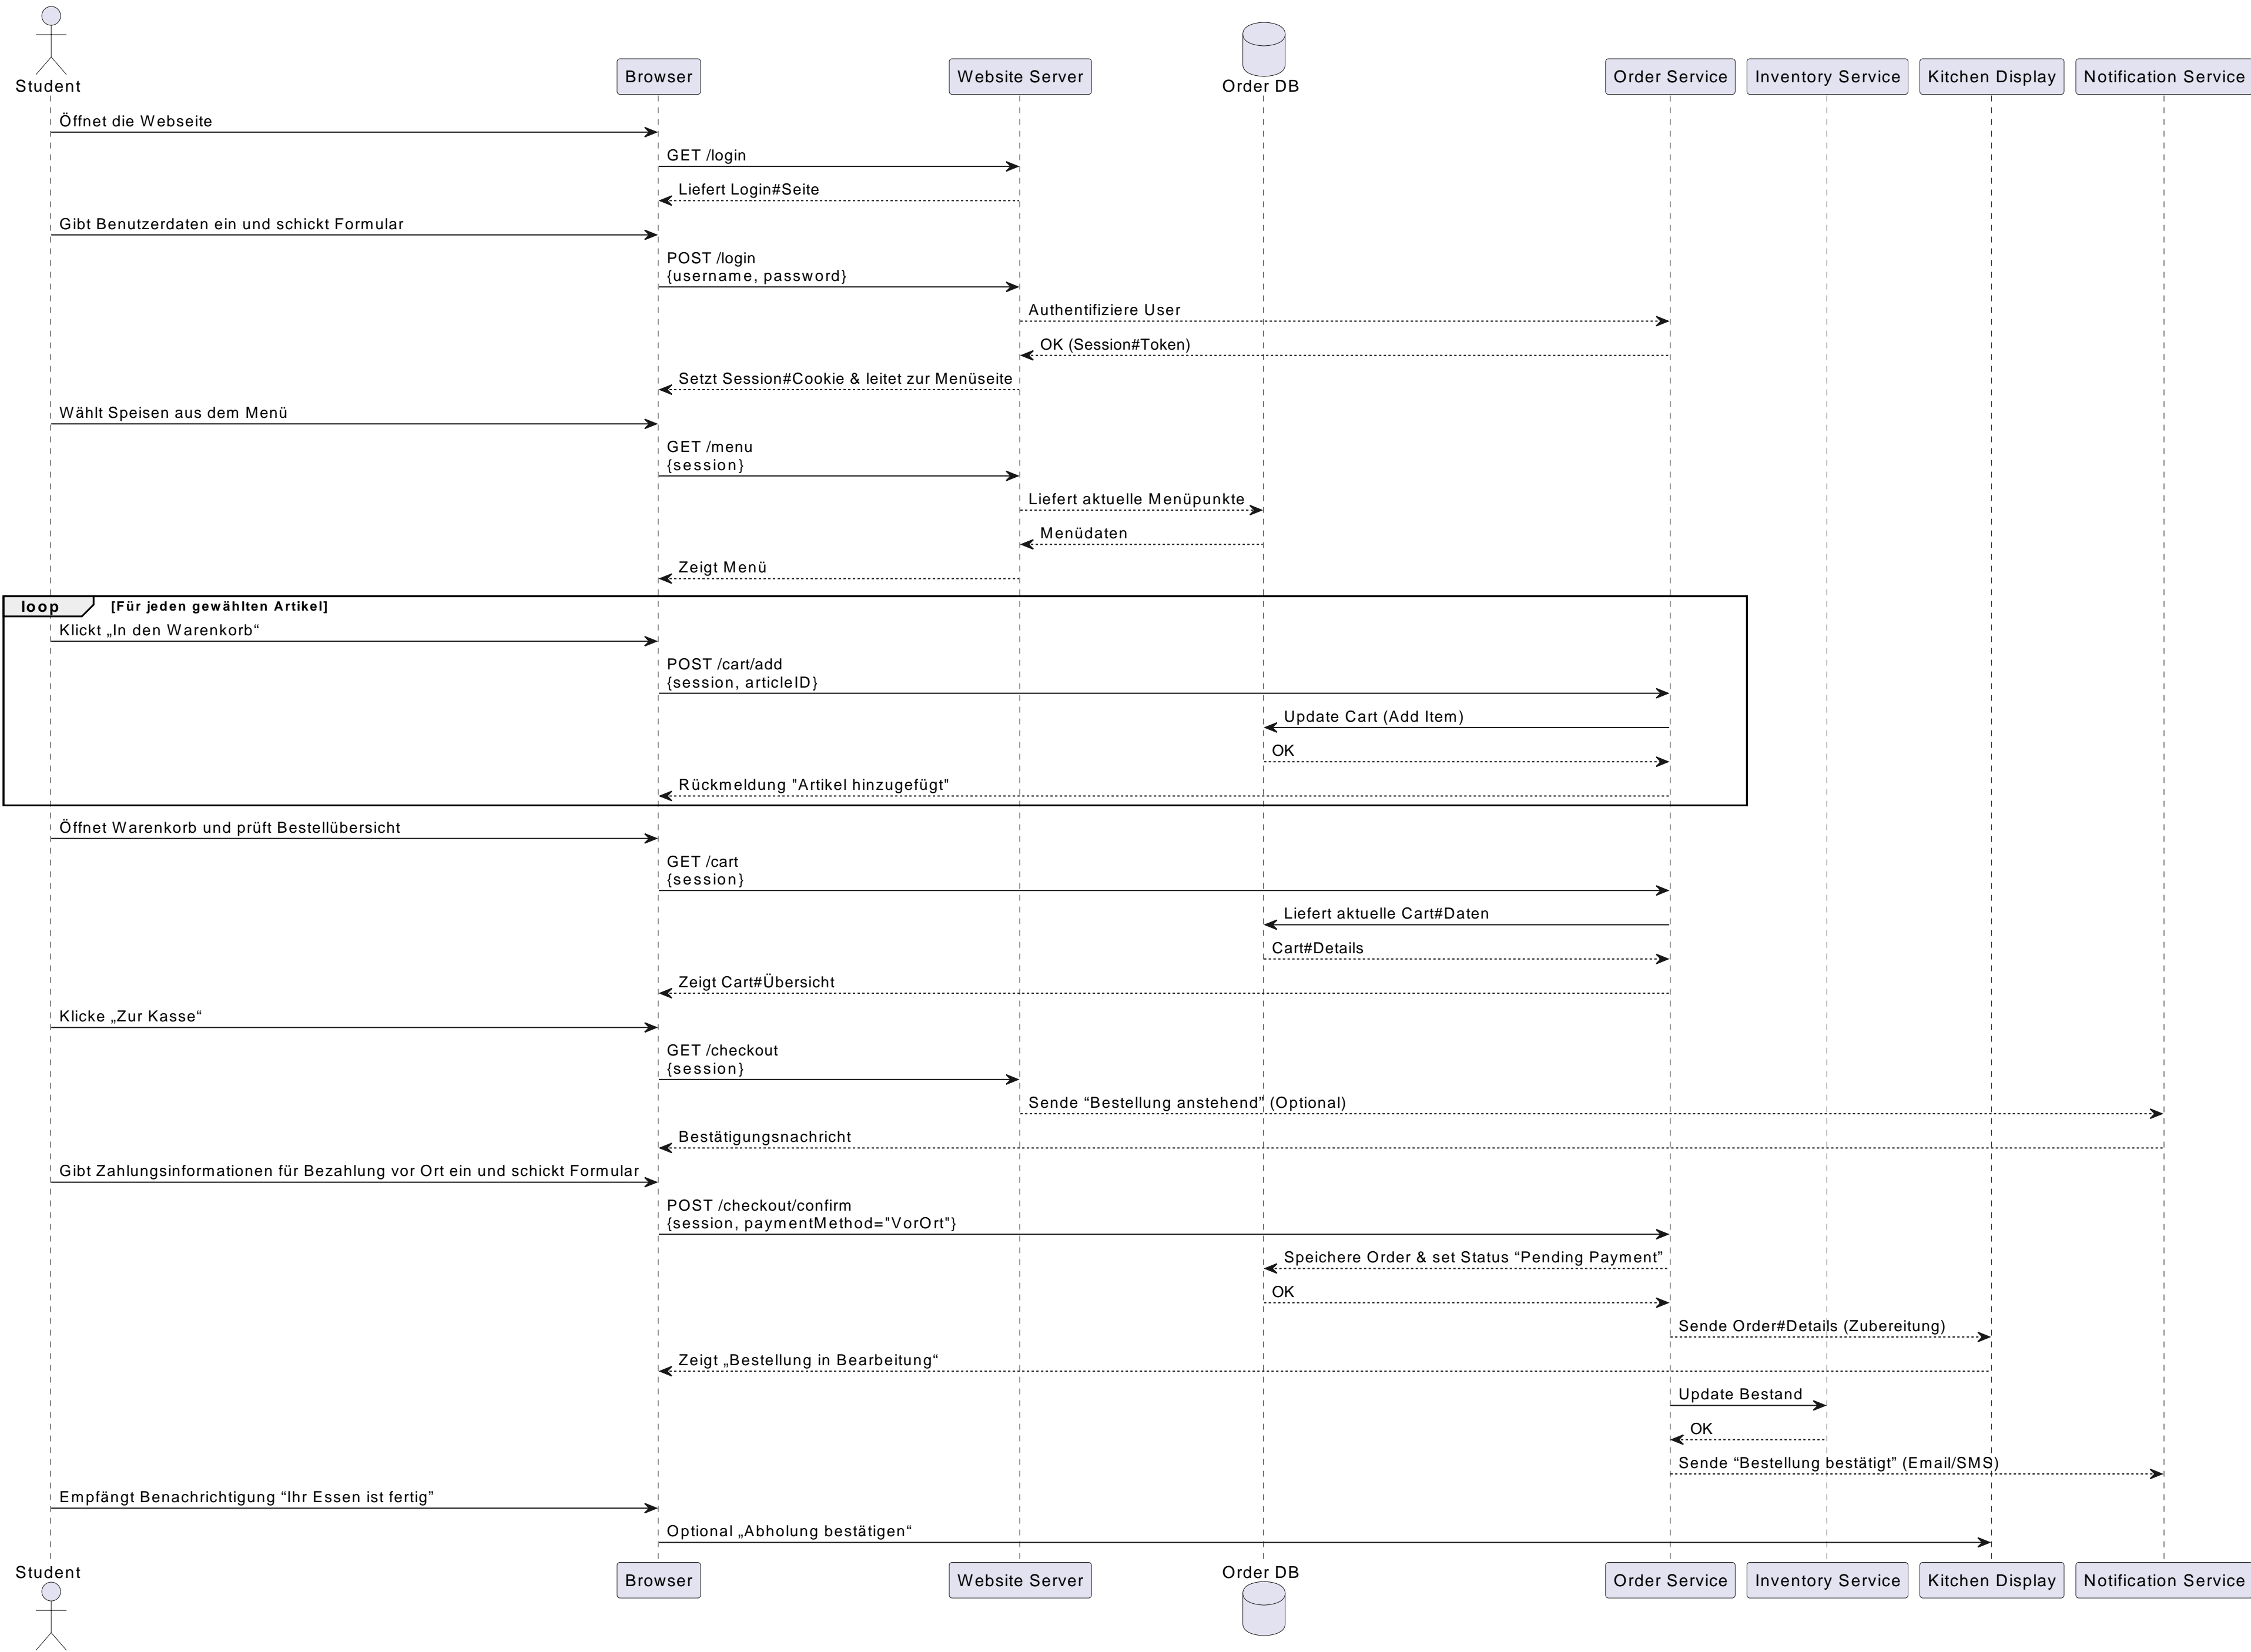 Student
Browser
Website Server
Order DB
Order Service
Inventory Service
Kitchen Display
Notification Service
Öffnet die Webseite
GET /login
Liefert Login#Seite
Gibt Benutzerdaten ein und schickt Formular
POST /login
{username, password}
Authentifiziere User
OK (Session#Token)
Setzt Session#Cookie & leitet zur Menüseite
Wählt Speisen aus dem Menü
GET /menu
{session}
Liefert aktuelle Menüpunkte
Menüdaten
Zeigt Menü
loop
[Für jeden gewählten Artikel]
Klickt „In den Warenkorb“
POST /cart/add
{session, articleID}
Update Cart (Add Item)
OK
Rückmeldung "Artikel hinzugefügt"
Öffnet Warenkorb und prüft Bestellübersicht
GET /cart
{session}
Liefert aktuelle Cart#Daten
Cart#Details
Zeigt Cart#Übersicht
Klicke „Zur Kasse“
GET /checkout
{session}
Sende “Bestellung anstehend” (Optional)
Bestätigungsnachricht
Gibt Zahlungsinformationen für Bezahlung vor Ort ein und schickt Formular
POST /checkout/confirm
{session, paymentMethod="VorOrt"}
Speichere Order & set Status “Pending Payment”
OK
Sende Order#Details (Zubereitung)
Zeigt „Bestellung in Bearbeitung“
Update Bestand
OK
Sende “Bestellung bestätigt” (Email/SMS)
Empfängt Benachrichtigung “Ihr Essen ist fertig”
Optional „Abholung bestätigen“
Student
Browser
Website Server
Order DB
Order Service
Inventory Service
Kitchen Display
Notification Service